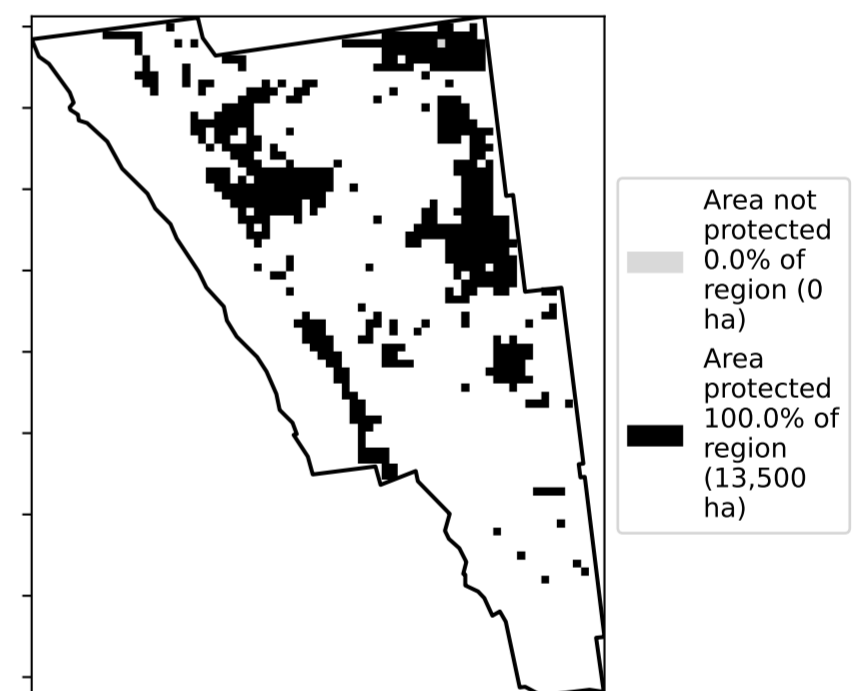 Area not
protected
0.0% of
region (0
ha)
Area
protected
100.0% of
region
(13,500
ha)